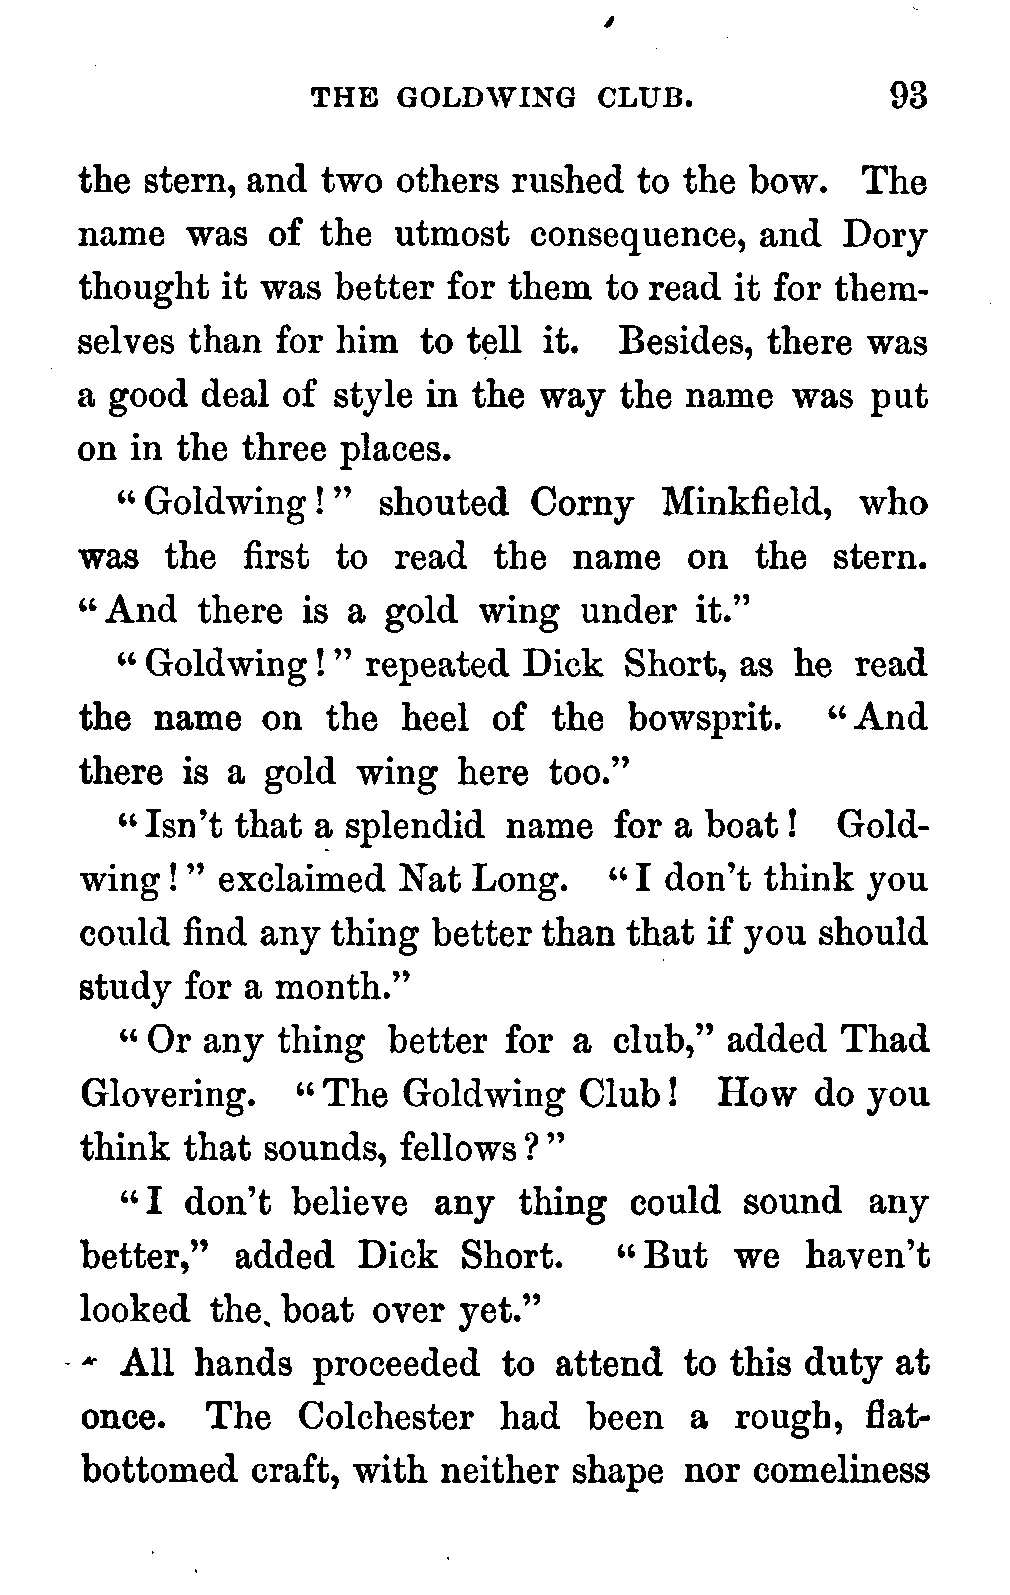 THE GOLDWING CLUB. 93
the stern, and two others rushed to the bow. The
name was of the utmost consequence, and Dory
thought it was better for them to read it for them-
selves than for him to tell it. Besides, there was
a good deal of style in the way the name was put
on in the three places.
"Goldwing!" shouted Corny Minkfield, who
was the first to read the name on the stern.
"And there is a gold wing under it."
"Goldwing!" repeated Dick Short, as he read
the name on the heel of the bowsprit. "And
there is a gold wing here too."
"Isn't that a splendid name for a boat! Gold-
wing!" exclaimed Nat Long. "I don't think you
could find any thing better than that if you should
study for a month."
"Or any thing better for a club," added Thad
Glovering. "The Goldwing Club! How do you
think that sounds, fellows?"
"I don't believe any thing could sound any
better," added Dick Short. "But we haven't
looked the boat over yet."
All hands proceeded to attend to this duty at
once. The Colchester had been a rough, flat-
bottomed craft, with neither shape nor comeliness